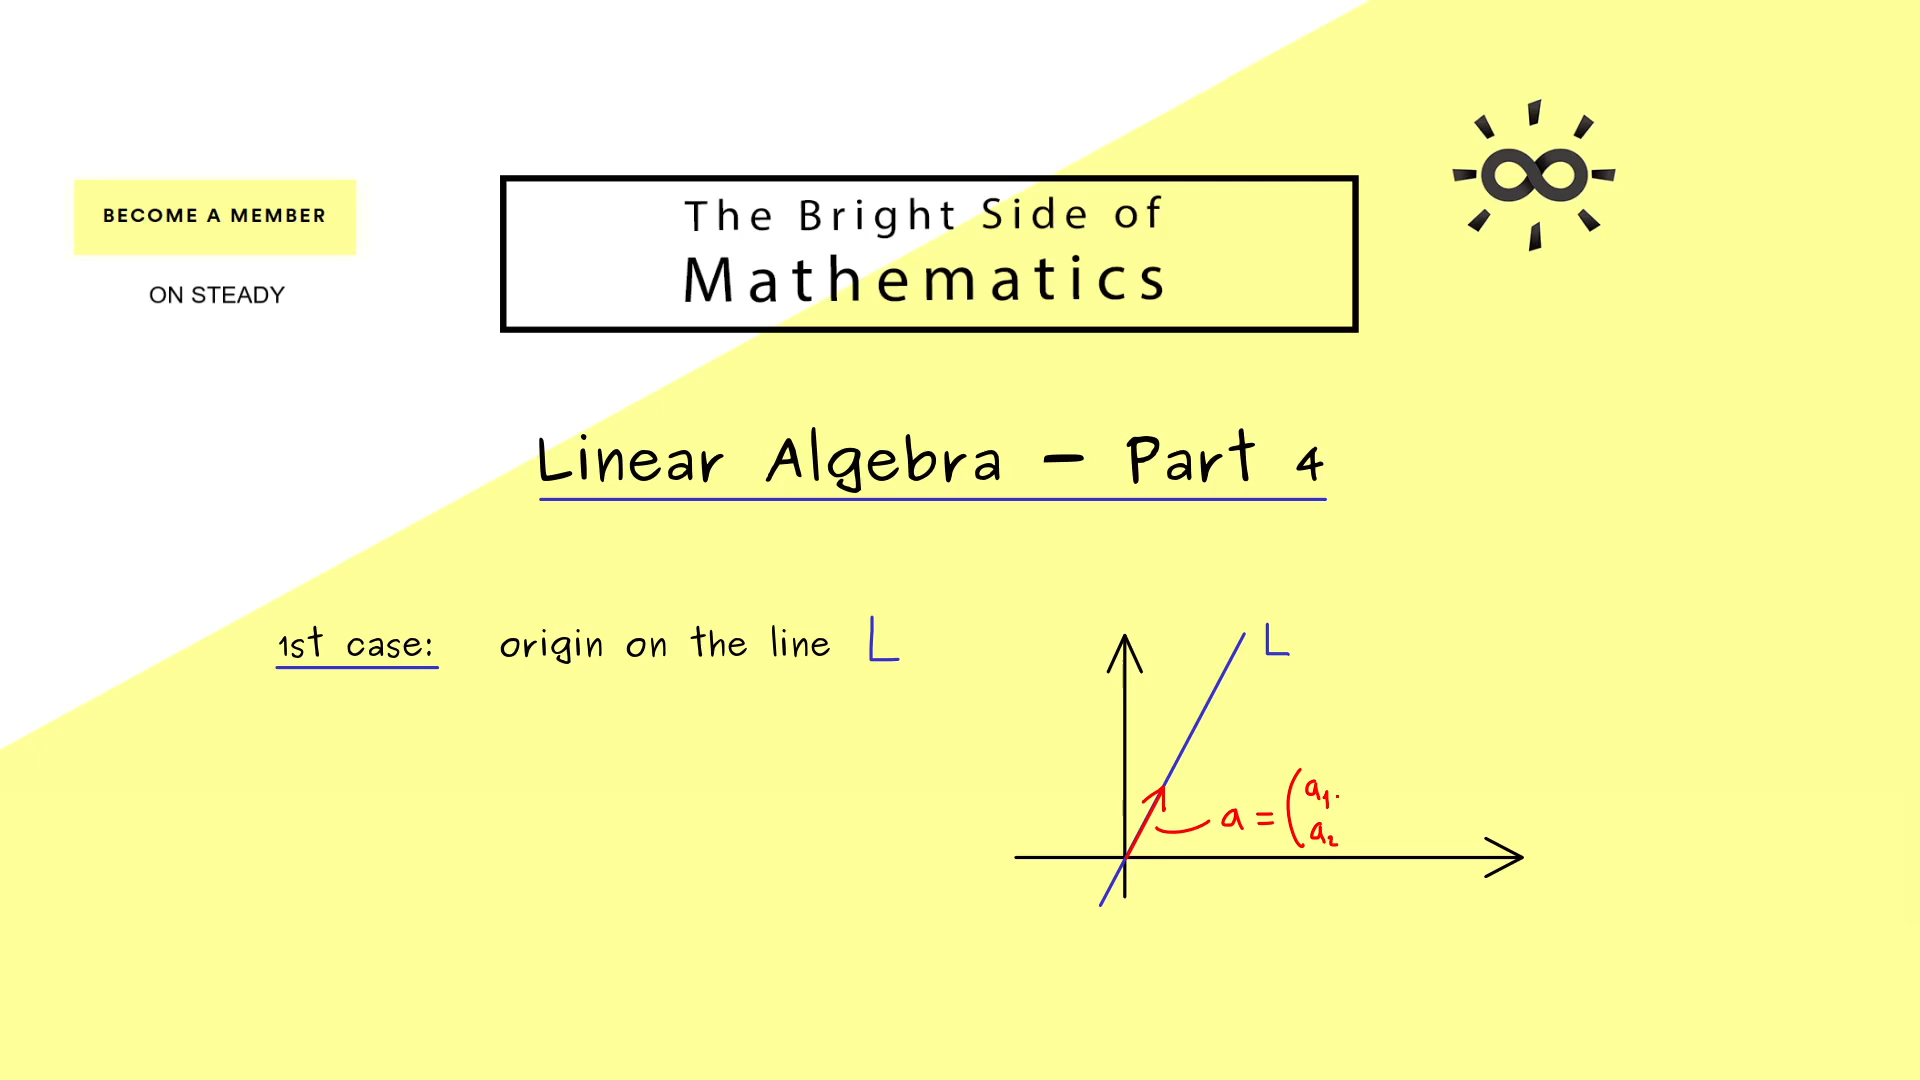 BECOME A MEMBER
ON STEADY
The Bright Side of
Mathematics
Linear Algebra – Part 4
1st case: origin on the line L
L
a = ( a₁
a₂